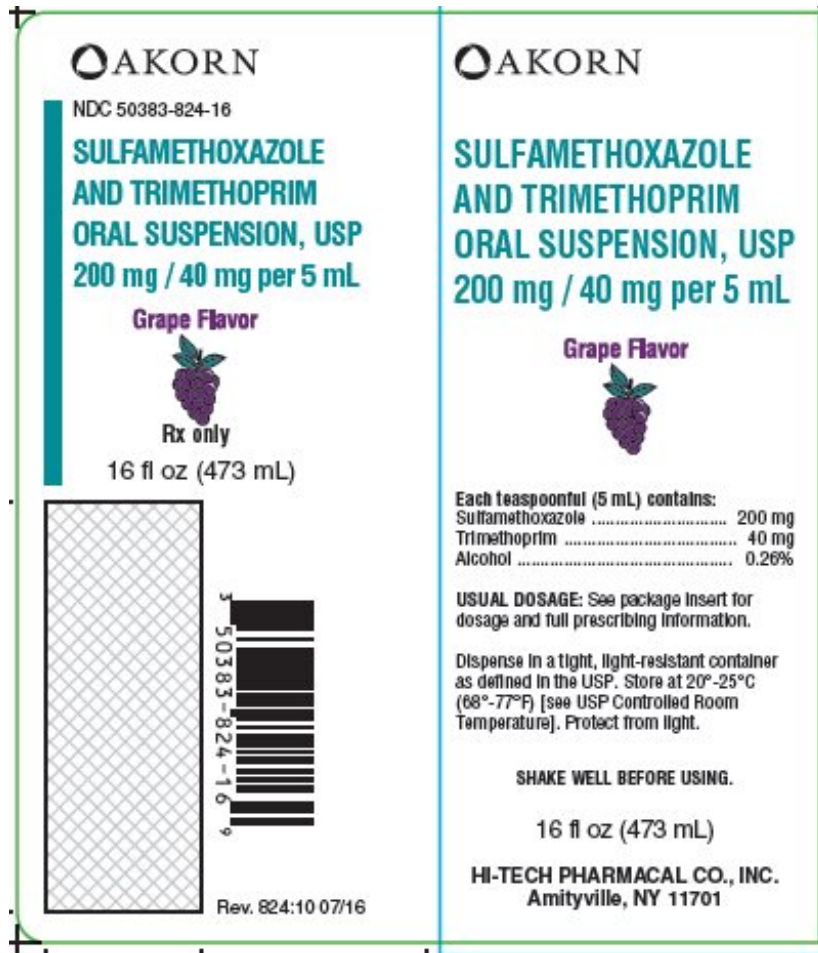 AKORN
NDC 50383-824-16
SULFAMETHOXAZOLE
AND TRIMETHOPRIM
ORAL SUSPENSION, USP
200 mg / 40 mg per 5 mL
Grape Flavor
Rx only
16 fl oz (473 mL)
3 50383-824-16 9
Rev. 824:10 07/16
AKORN
SULFAMETHOXAZOLE
AND TRIMETHOPRIM
ORAL SUSPENSION, USP
200 mg / 40 mg per 5 mL
Grape Flavor
Each teaspoonful (5 mL) contains:
Sulfamethoxazole ............................. 200 mg
Trimethoprim ..................................... 40 mg
Alcohol .............................................. 0.26%
USUAL DOSAGE: See package insert for
dosage and full prescribing information.
Dispense in a tight, light-resistant container
as defined in the USP. Store at 20°-25°C
(68°-77°F) [see USP Controlled Room
Temperature]. Protect from light.
SHAKE WELL BEFORE USING.
16 fl oz (473 mL)
HI-TECH PHARMACAL CO., INC.
Amityville, NY 11701